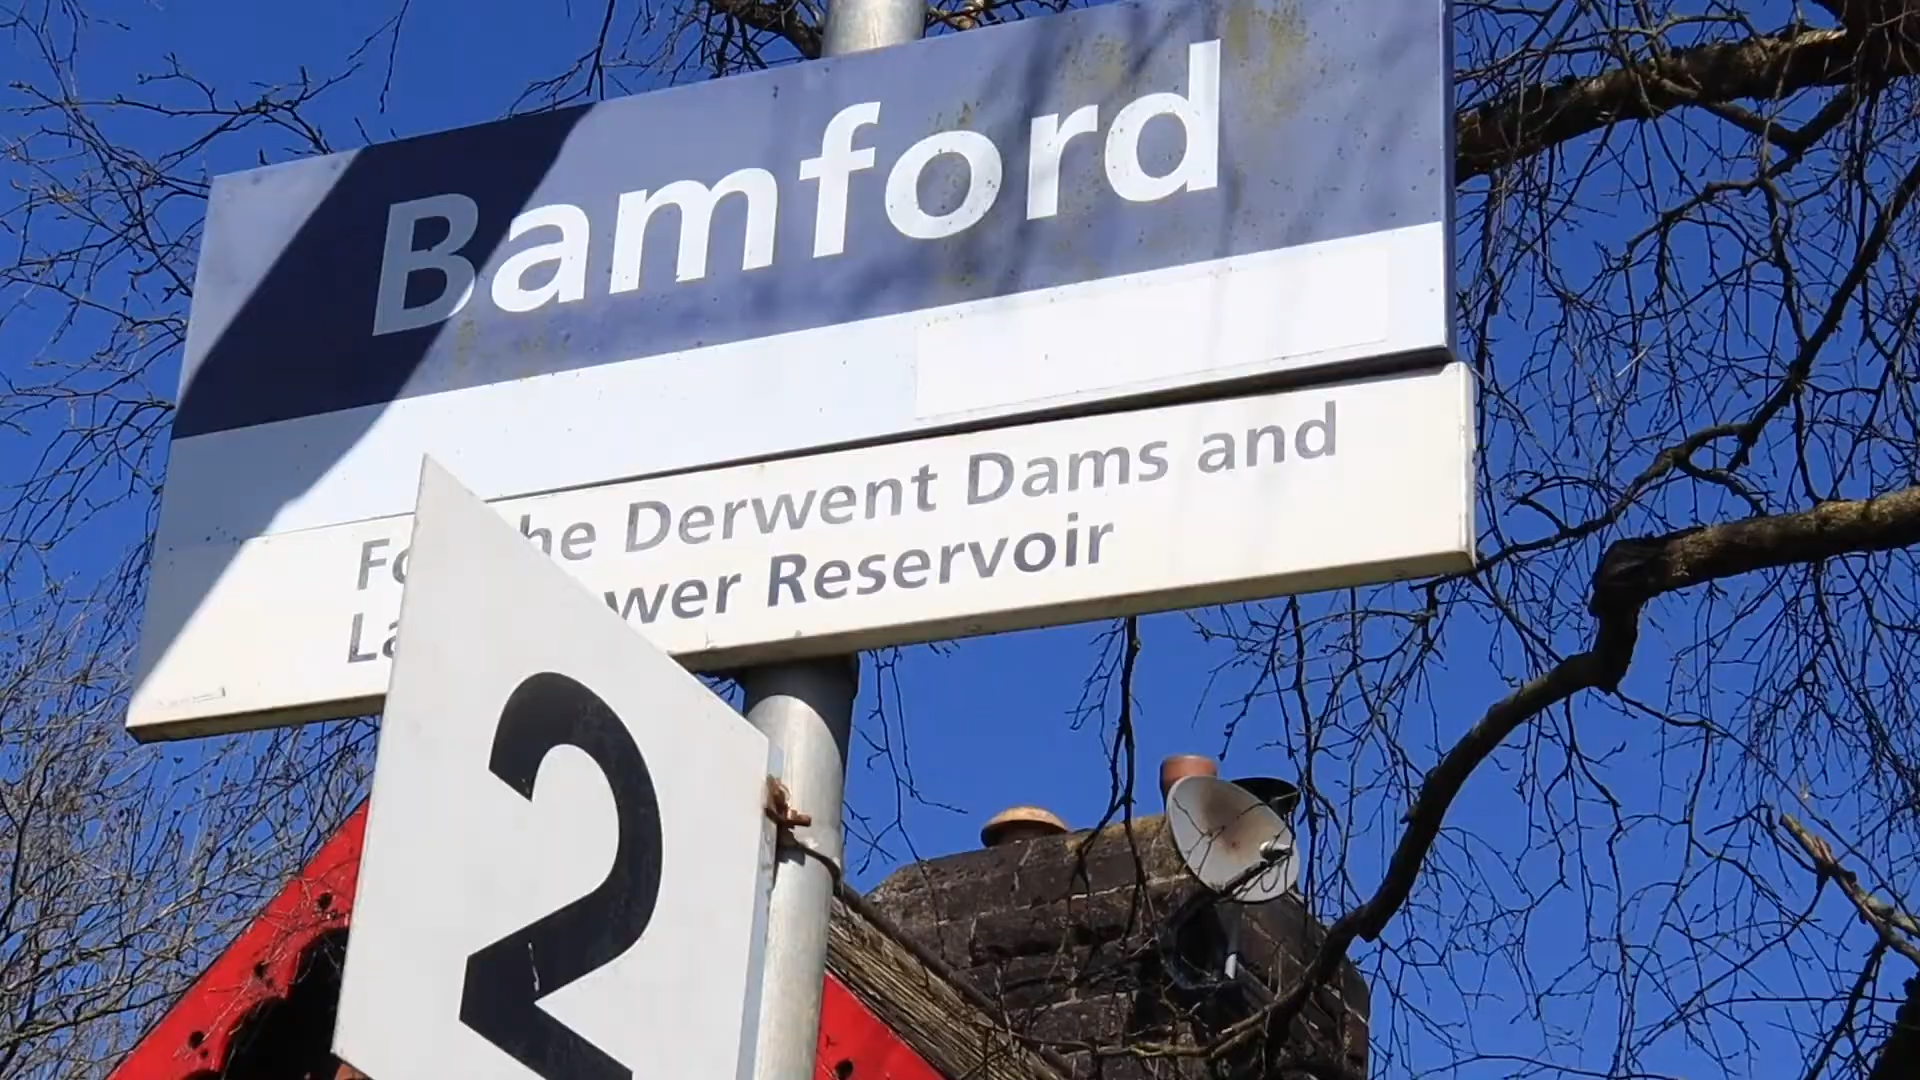 Bamford
he Derwent Dams and
wer Reservoir
2